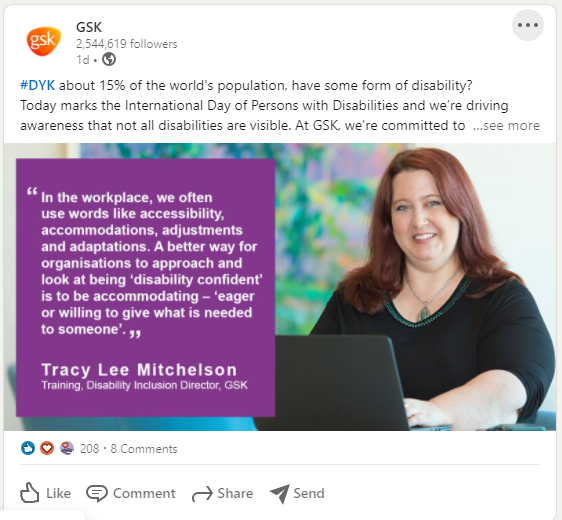 gsk
GSK
2,544,619 followers
1d •
#DYK about 15% of the world's population, have some form of disability?
Today marks the International Day of Persons with Disabilities and we're driving
awareness that not all disabilities are visible. At GSK, we're committed to ...see more
“ In the workplace, we often
use words like accessibility,
accommodations, adjustments
and adaptations. A better way for
organisations to approach and
look at being ‘disability confident’
is to be accommodating – ‘eager
or willing to give what is needed
to someone’. ”
Tracy Lee Mitchelson
Training, Disability Inclusion Director, GSK
208 • 8 Comments
Like Comment Share Send